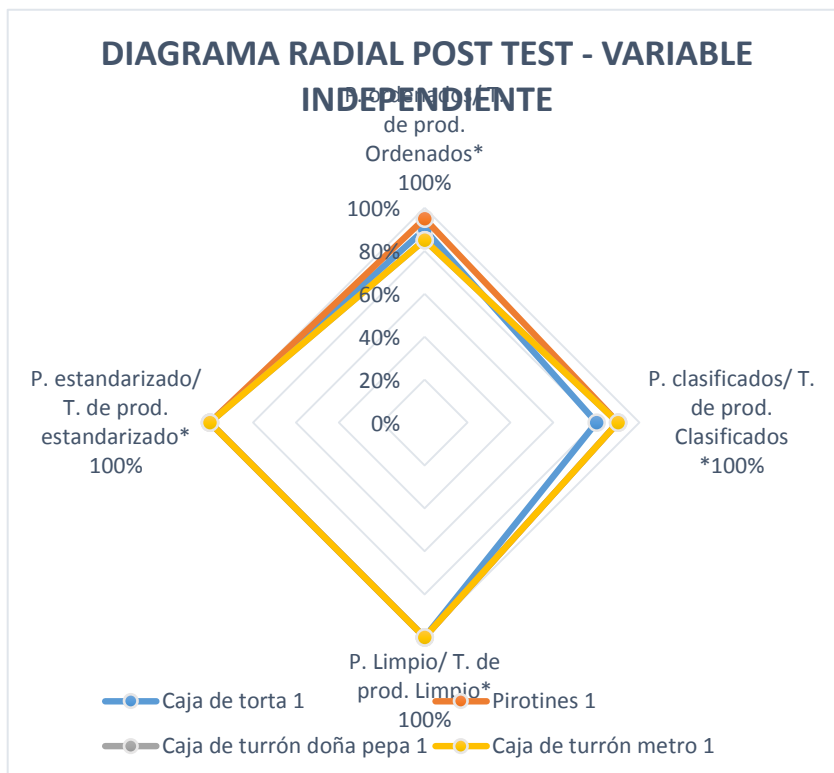 DIAGRAMA RADIAL POST TEST - VARIABLE
INDEPENDIENTE
P. ordenados/ T.
de prod.
Ordenados*
100%
100%
80%
60%
40%
20%
0%
P. clasificados/ T.
de prod.
Clasificados
*100%
P. Limpio/ T. de
prod. Limpio*
100%
P. estandarizado/
T. de prod.
estandarizado*
100%
Caja de torta 1
Pirotines 1
Caja de turrón doña pepa 1
Caja de turrón metro 1